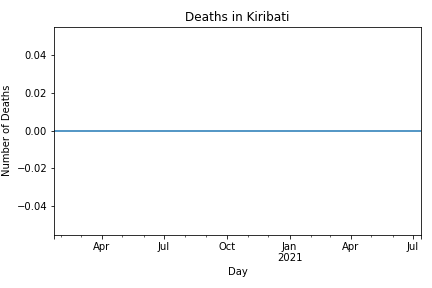 Deaths in Kiribati
Number of Deaths
0.04
0.02
0.00
−0.02
−0.04
Apr Jul Oct Jan Apr Jul
2021
Day